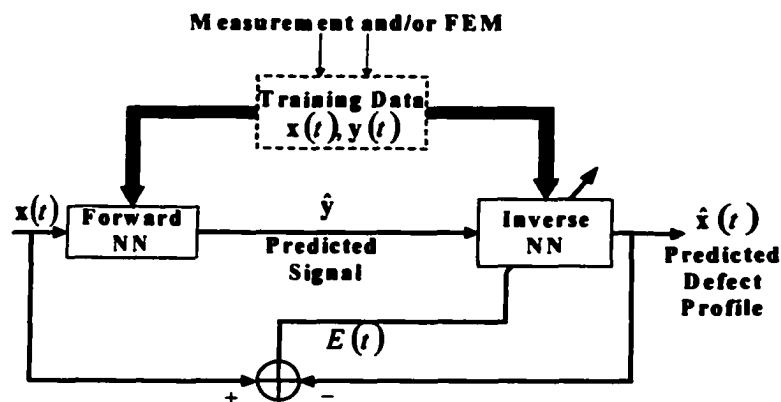 Measurement and/or FEM
Training Data
x(t), y(t)
x(t)
Forward
NN
ŷ
Predicted
Signal
Inverse
NN
x̂(t)
Predicted
Defect
Profile
E(t)
+
−